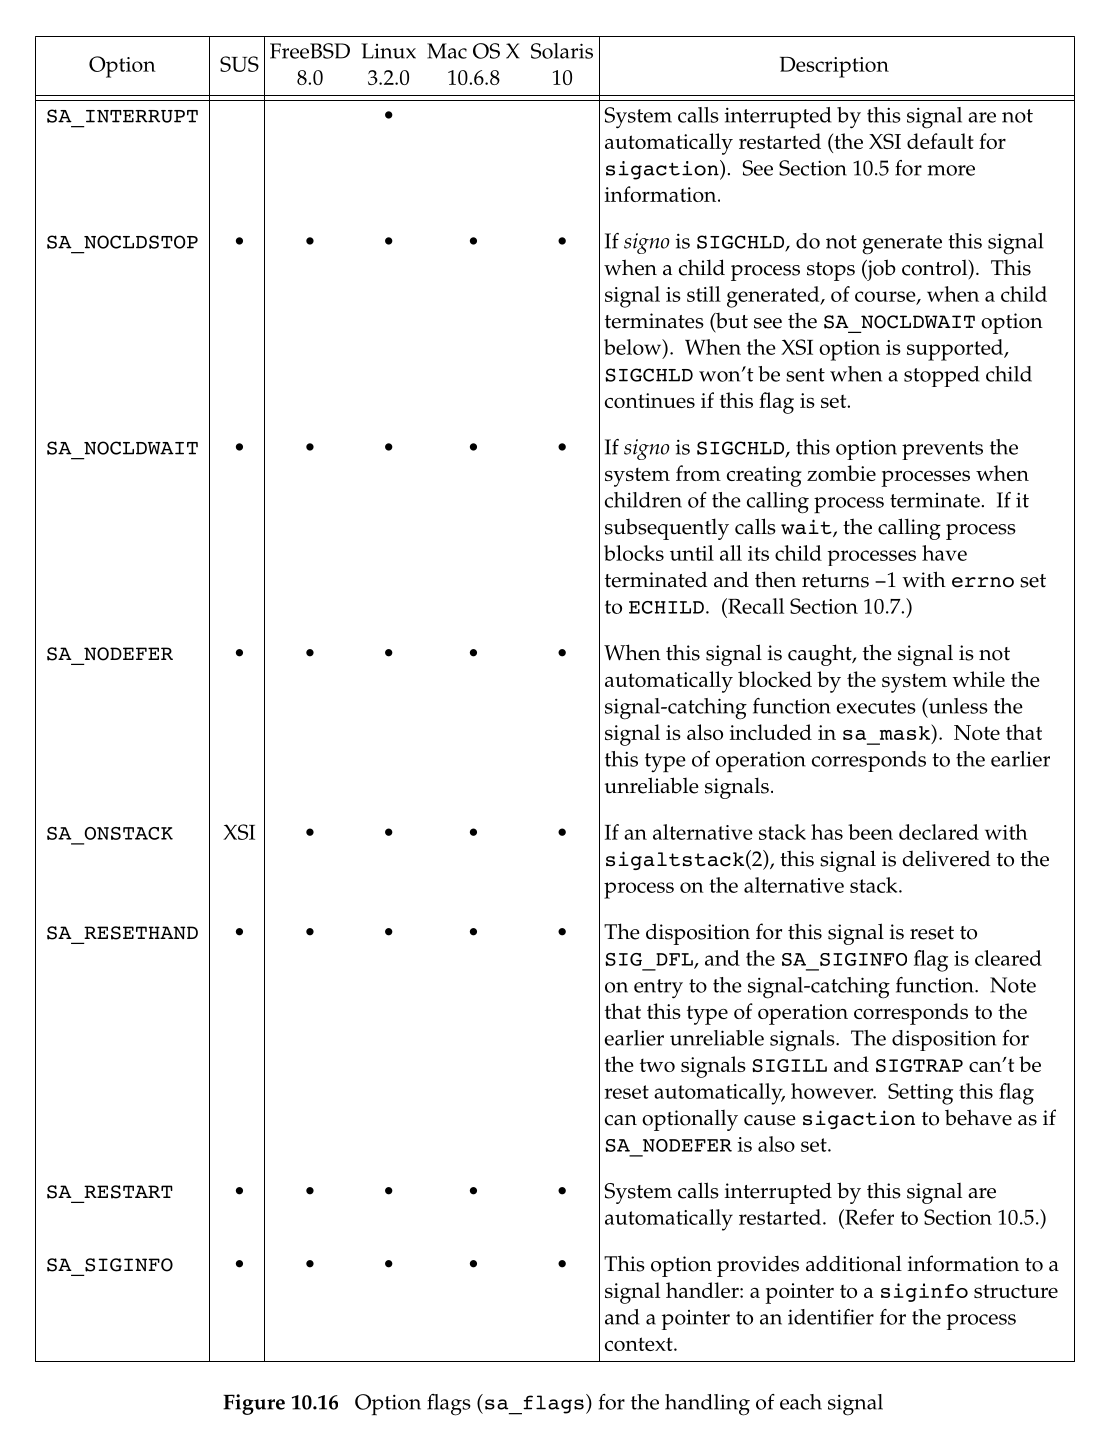 Option SUS FreeBSD Linux Mac OS X Solaris Description
8.0 3.2.0 10.6.8 10
SA_INTERRUPT • System calls interrupted by this signal are not
automatically restarted (the XSI default for
sigaction). See Section 10.5 for more
information.
SA_NOCLDSTOP • • • • • If signo is SIGCHLD, do not generate this signal
when a child process stops (job control). This
signal is still generated, of course, when a child
terminates (but see the SA_NOCLDWAIT option
below). When the XSI option is supported,
SIGCHLD won't be sent when a stopped child
continues if this flag is set.
SA_NOCLDWAIT • • • • • If signo is SIGCHLD, this option prevents the
system from creating zombie processes when
children of the calling process terminate. If it
subsequently calls wait, the calling process
blocks until all its child processes have
terminated and then returns –1 with errno set
to ECHILD. (Recall Section 10.7.)
SA_NODEFER • • • • • When this signal is caught, the signal is not
automatically blocked by the system while the
signal-catching function executes (unless the
signal is also included in sa_mask). Note that
this type of operation corresponds to the earlier
unreliable signals.
SA_ONSTACK XSI • • • • If an alternative stack has been declared with
sigaltstack(2), this signal is delivered to the
process on the alternative stack.
SA_RESETHAND • • • • • The disposition for this signal is reset to
SIG_DFL, and the SA_SIGINFO flag is cleared
on entry to the signal-catching function. Note
that this type of operation corresponds to the
earlier unreliable signals. The disposition for
the two signals SIGILL and SIGTRAP can't be
reset automatically, however. Setting this flag
can optionally cause sigaction to behave as if
SA_NODEFER is also set.
SA_RESTART • • • • • System calls interrupted by this signal are
automatically restarted. (Refer to Section 10.5.)
SA_SIGINFO • • • • • This option provides additional information to a
signal handler: a pointer to a siginfo structure
and a pointer to an identifier for the process
context.
Figure 10.16 Option flags (sa_flags) for the handling of each signal